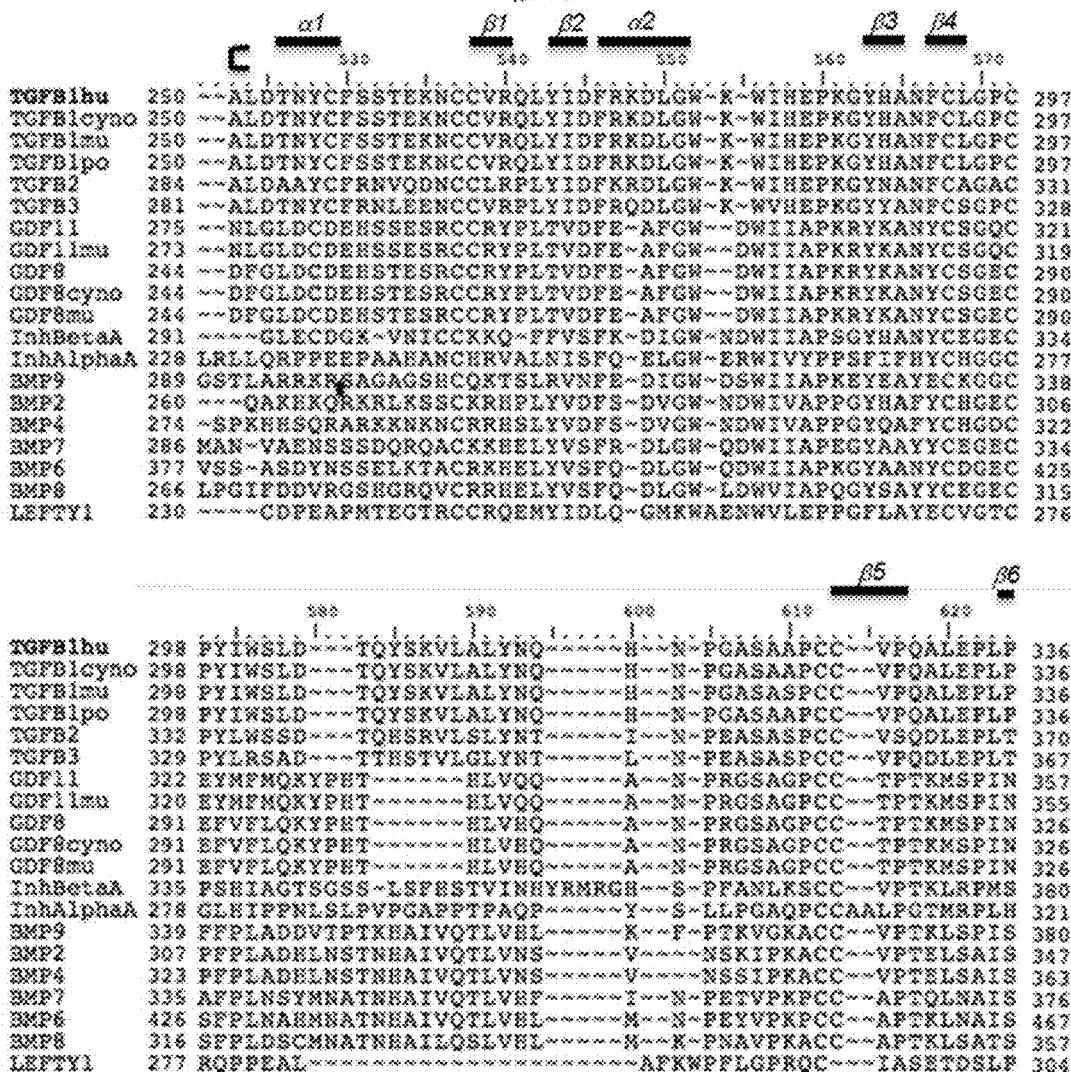 α1 β1 β2 α2 β3 β4
C
530 540 550 560 570
TGFB1hu 250 ~~ALDTNYCFSSTEKNCCVRQLYIDFRKDLGW~K~WIHEPKGYHANFCLGPC 297
TGFB1cyno 250 ~~ALDTNYCFSSTEKNCCVRQLYIDFRKDLGW~K~WIHEPKGYHANFCLGPC 297
TGFB1mu 250 ~~ALDTNYCFSSTEKNCCVRQLYIDFRKDLGW~K~WIHEPKGYHANFCLGPC 297
TGFB1po 250 ~~ALDTNYCFSSTEKNCCVRQLYIDFRKDLGW~K~WIHEPKGYHANFCLGPC 297
TGFB2 284 ~~ALDAAYCFRNVQDNCCLRPLYIDFKRDLGW~K~WIHEPKGYNANFCAGAC 331
TGFB3 281 ~~ALDTNYCFRNLEENCCVRPLYIDFRQDLGW~K~WVHEPKGYYANFCSGPC 328
GDF11 275 ~~NLGLDCDEHSSESRCCRYPLTVDFE~AFGW~~DWIIAPKRYKANYCSGQC 321
GDF11mu 273 ~~NLGLDCDEHSSESRCCRYPLTVDFE~AFGW~~DWIIAPKRYKANYCSGQC 319
GDF8 244 ~~DFGLDCDEHSTESRCCRYPLTVDFE~AFGW~~DWIIAPKRYKANYCSGEC 290
GDF8cyno 244 ~~DFGLDCDEHSTESRCCRYPLTVDFE~AFGW~~DWIIAPKRYKANYCSGEC 290
GDF8mu 244 ~~DFGLDCDEHSTESRCCRYPLTVDFE~AFGW~~DWIIAPKRYKANYCSGEC 290
InhBetaA 291 ~~~~GLECDGK~VNICCKKQ~FFVSFK~DIGW~~NDWIIAPSGYHANYCEGEC 334
InhAlphaA 228 LRLLQRPPEEPAAHANCHRVALNISFQ~ELGW~ERWIVYPPSFIFHYCHGGC 277
BMP9 289 GSTLARRKRKSAGAGSHCQKTSLRVNFE~DIGW~DSWIIAPKEYEAYECKGGC 338
BMP2 260 ~~~QAKHKQRKRLKSSCKRHPLYVDFS~DVGW~NDWIVAPPGYHAFYCHGEC 306
BMP4 274 ~SPKHHSQRARKKNKNCRRHSLYVDFS~DVGW~NDWIVAPPGYQAFYCHGDC 322
BMP7 386 MAN~VAENSSSDQRQACKKHELYVSFR~DLGW~QDWIIAPEGYAAYYCEGEC 334
BMP6 377 VSS~ASDYNSSELKTACRKHELYVSFQ~DLGW~QDWIIAPKGYAANYCDGEC 425
BMP8 266 LPGIFDDVRGSHGRQVCRRHELYVSFQ~DLGW~LDWVIAPQGYSAYYCEGEC 315
LEFTY1 230 ~~~~CDPEAPMTEGTRCCRQEMYIDLQ~GMKWAENWVLEPPGFLAYECVGTC 276
β5 β6
580 590 600 610 620
TGFB1hu 298 PYIWSLD~~~TQYSKVLALYNQ~~~~~H~~N~PGASAAPCC~~VPQALEPLP 336
TGFB1cyno 298 PYIWSLD~~~TQYSKVLALYNQ~~~~~H~~N~PGASAAPCC~~VPQALEPLP 336
TGFB1mu 298 PYIWSLD~~~TQYSKVLALYNQ~~~~~H~~N~PGASASPCC~~VPQALEPLP 336
TGFB1po 298 PYIWSLD~~~TQYSKVLALYNQ~~~~~H~~N~PGASAAPCC~~VPQALEPLP 336
TGFB2 332 PYLWSSD~~~TQHSRVLSLYNT~~~~~I~~N~PEASASPCC~~VSQDLEPLT 370
TGFB3 329 PYLRSAD~~~TTHSTVLGLYNT~~~~~L~~N~PEASASPCC~~VPQDLEPLT 367
GDF11 322 EYMFMQKYPHT~~~~~~HLVQQ~~~~~A~~N~PRGSAGPCC~~TPTKMSPIN 357
GDF11mu 320 EYMFMQKYPHT~~~~~~HLVQQ~~~~~A~~N~PRGSAGPCC~~TPTKMSPIN 355
GDF8 291 EFVFLQKYPHT~~~~~~HLVHQ~~~~~A~~N~PRGSAGPCC~~TPTKMSPIN 326
GDF8cyno 291 EFVFLQKYPHT~~~~~~HLVHQ~~~~~A~~N~PRGSAGPCC~~TPTKMSPIN 326
GDF8mu 291 EFVFLQKYPHT~~~~~~HLVHQ~~~~~A~~N~PRGSAGPCC~~TPTKMSPIN 326
InhBetaA 335 PSHIAGTSGSS~LSFHSTVINHYRMRGH~~S~PFANLKSCC~~VPTKLRPMS 380
InhAlphaA 278 GLHIPPNLSLPVPGAPPTPAQP~~~~~Y~~S~LLPGAQPCCAALPGTMRPLH 321
BMP9 339 FFPLADDVTPTKHAIVQTLVHL~~~~~K~~F~PTKVGKACC~~VPTKLSPIS 380
BMP2 307 PFPLADHLNSTNHAIVQTLVNS~~~~~V~~~~NSKIPKACC~~VPTELSAIS 347
BMP4 323 PFPLADHLNSTNHAIVQTLVNS~~~~~V~~~~NSSIPKACC~~VPTELSAIS 363
BMP7 335 AFPLNSYMNATNHAIVQTLVHF~~~~~I~~N~PETVPKPCC~~APTQLNAIS 376
BMP6 426 SFPLNAHMNATNHAIVQTLVHL~~~~~M~~N~PEYVPKPCC~~APTKLNAIS 467
BMP8 316 SFPLDSCMNATNHAILQSLVHL~~~~~M~~K~PNAVPKACC~~APTKLSATS 357
LEFTY1 277 RQPPEAL~~~~~~~~~~~~~~~~~~~~~APKWPFLGPRQC~~IASETDSLP 304